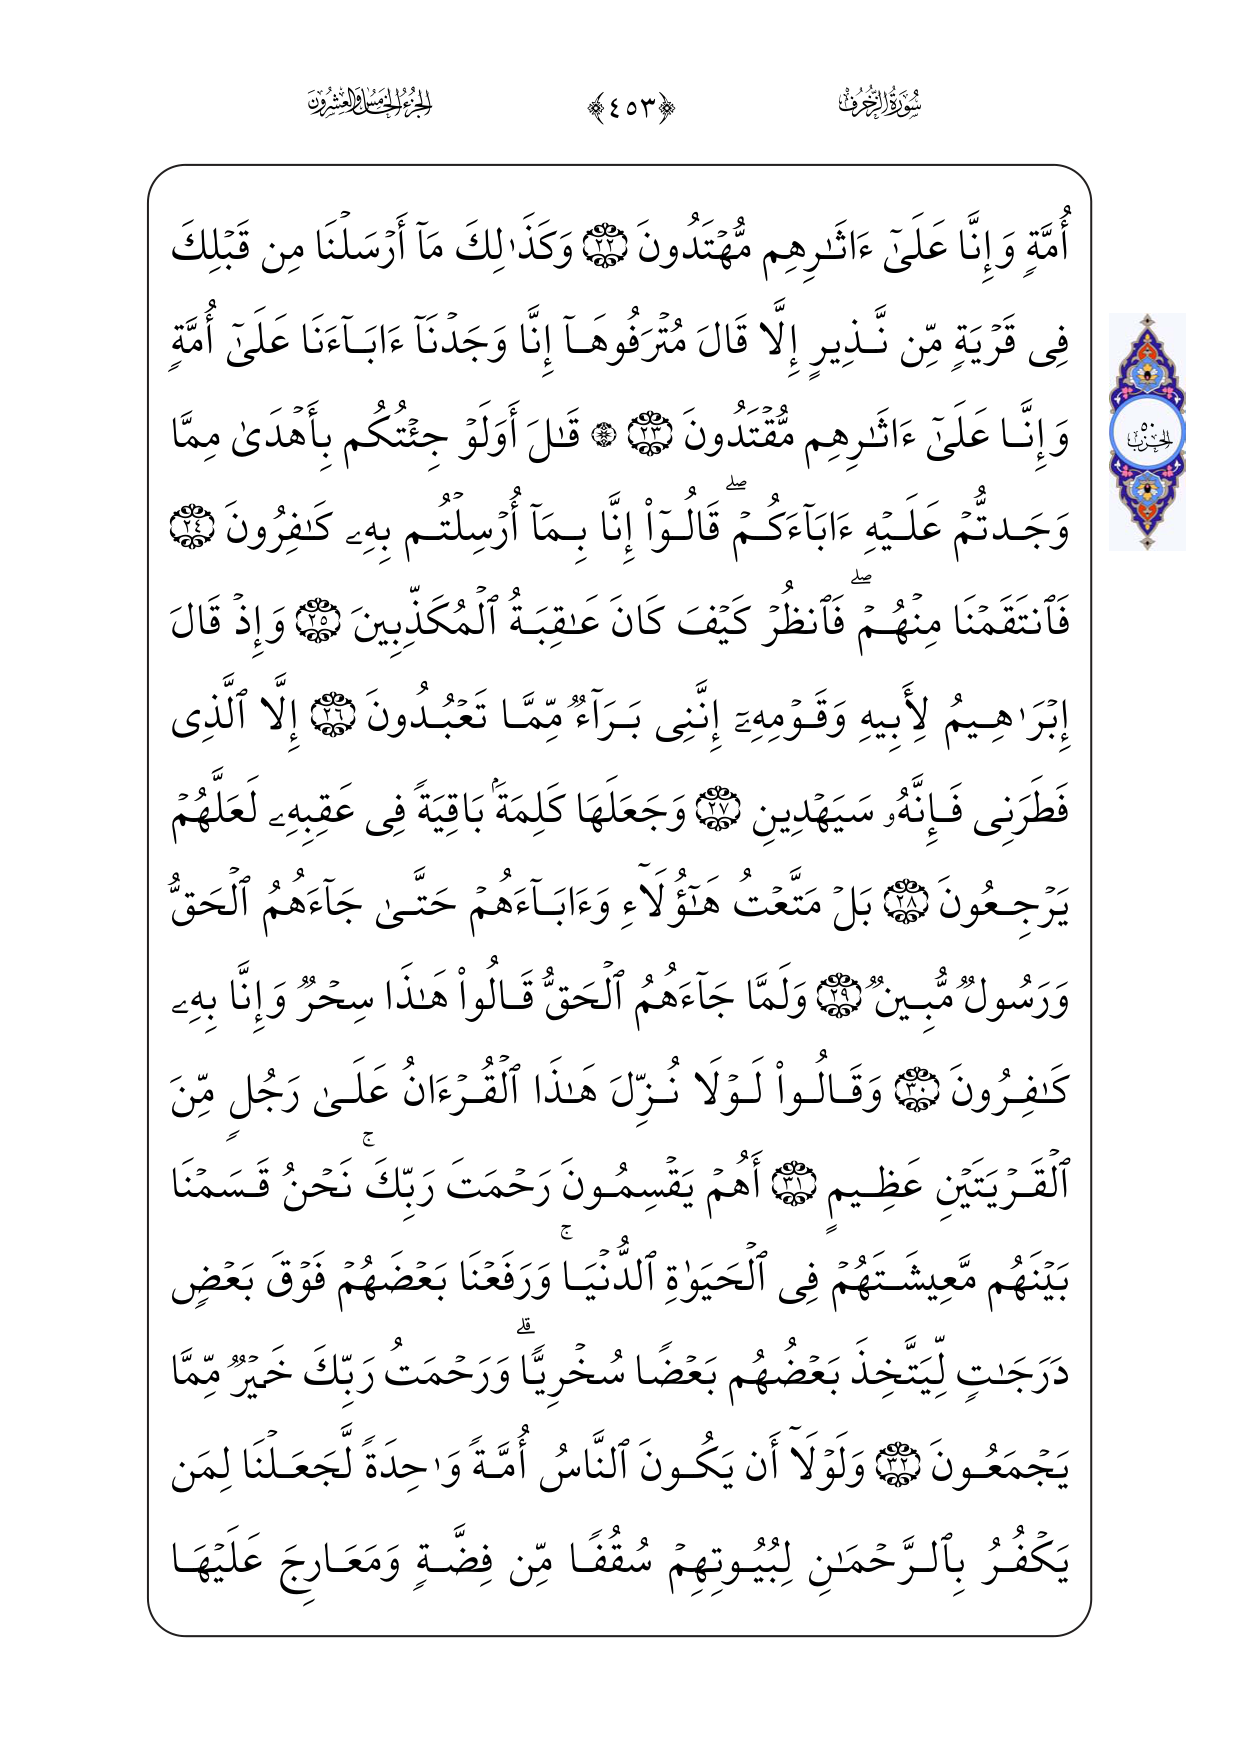 سُورَةُ الزُّخْرُفِ ﴿٤٥٣﴾ الجُزْءُ الخَامِسُ وَالعِشْرُونَ
أُمَّةٍ وَإِنَّا عَلَىٰٓ ءَاثَـٰرِهِم مُّهْتَدُونَ ٢٢ وَكَذَٰلِكَ مَآ أَرْسَلْنَا مِن قَبْلِكَ
فِى قَرْيَةٍ مِّن نَّذِيرٍ إِلَّا قَالَ مُتْرَفُوهَآ إِنَّا وَجَدْنَآ ءَابَآءَنَا عَلَىٰٓ أُمَّةٍ
وَإِنَّا عَلَىٰٓ ءَاثَـٰرِهِم مُّقْتَدُونَ ٢٣ ۞ قَـٰلَ أَوَلَوْ جِئْتُكُم بِأَهْدَىٰ مِمَّا
وَجَدتُّمْ عَلَيْهِ ءَابَآءَكُمْ ۖ قَالُوٓا۟ إِنَّا بِمَآ أُرْسِلْتُم بِهِۦ كَـٰفِرُونَ ٢٤
فَٱنتَقَمْنَا مِنْهُمْ ۖ فَٱنظُرْ كَيْفَ كَانَ عَـٰقِبَةُ ٱلْمُكَذِّبِينَ ٢٥ وَإِذْ قَالَ
إِبْرَٰهِيمُ لِأَبِيهِ وَقَوْمِهِۦٓ إِنَّنِى بَرَآءٌ مِّمَّا تَعْبُدُونَ ٢٦ إِلَّا ٱلَّذِى
فَطَرَنِى فَإِنَّهُۥ سَيَهْدِينِ ٢٧ وَجَعَلَهَا كَلِمَةًۢ بَاقِيَةً فِى عَقِبِهِۦ لَعَلَّهُمْ
يَرْجِعُونَ ٢٨ بَلْ مَتَّعْتُ هَـٰٓؤُلَآءِ وَءَابَآءَهُمْ حَتَّىٰ جَآءَهُمُ ٱلْحَقُّ
وَرَسُولٌ مُّبِينٌ ٢٩ وَلَمَّا جَآءَهُمُ ٱلْحَقُّ قَالُوا۟ هَـٰذَا سِحْرٌ وَإِنَّا بِهِۦ
كَـٰفِرُونَ ٣٠ وَقَالُوا۟ لَوْلَا نُزِّلَ هَـٰذَا ٱلْقُرْءَانُ عَلَىٰ رَجُلٍ مِّنَ
ٱلْقَرْيَتَيْنِ عَظِيمٍ ٣١ أَهُمْ يَقْسِمُونَ رَحْمَتَ رَبِّكَ ۚ نَحْنُ قَسَمْنَا
بَيْنَهُم مَّعِيشَتَهُمْ فِى ٱلْحَيَوٰةِ ٱلدُّنْيَا ۚ وَرَفَعْنَا بَعْضَهُمْ فَوْقَ بَعْضٍ
دَرَجَـٰتٍ لِّيَتَّخِذَ بَعْضُهُم بَعْضًا سُخْرِيًّا ۗ وَرَحْمَتُ رَبِّكَ خَيْرٌ مِّمَّا
يَجْمَعُونَ ٣٢ وَلَوْلَآ أَن يَكُونَ ٱلنَّاسُ أُمَّةً وَٰحِدَةً لَّجَعَلْنَا لِمَن
يَكْفُرُ بِٱلرَّحْمَـٰنِ لِبُيُوتِهِمْ سُقُفًا مِّن فِضَّةٍ وَمَعَارِجَ عَلَيْهَا
الحزب ٥٠